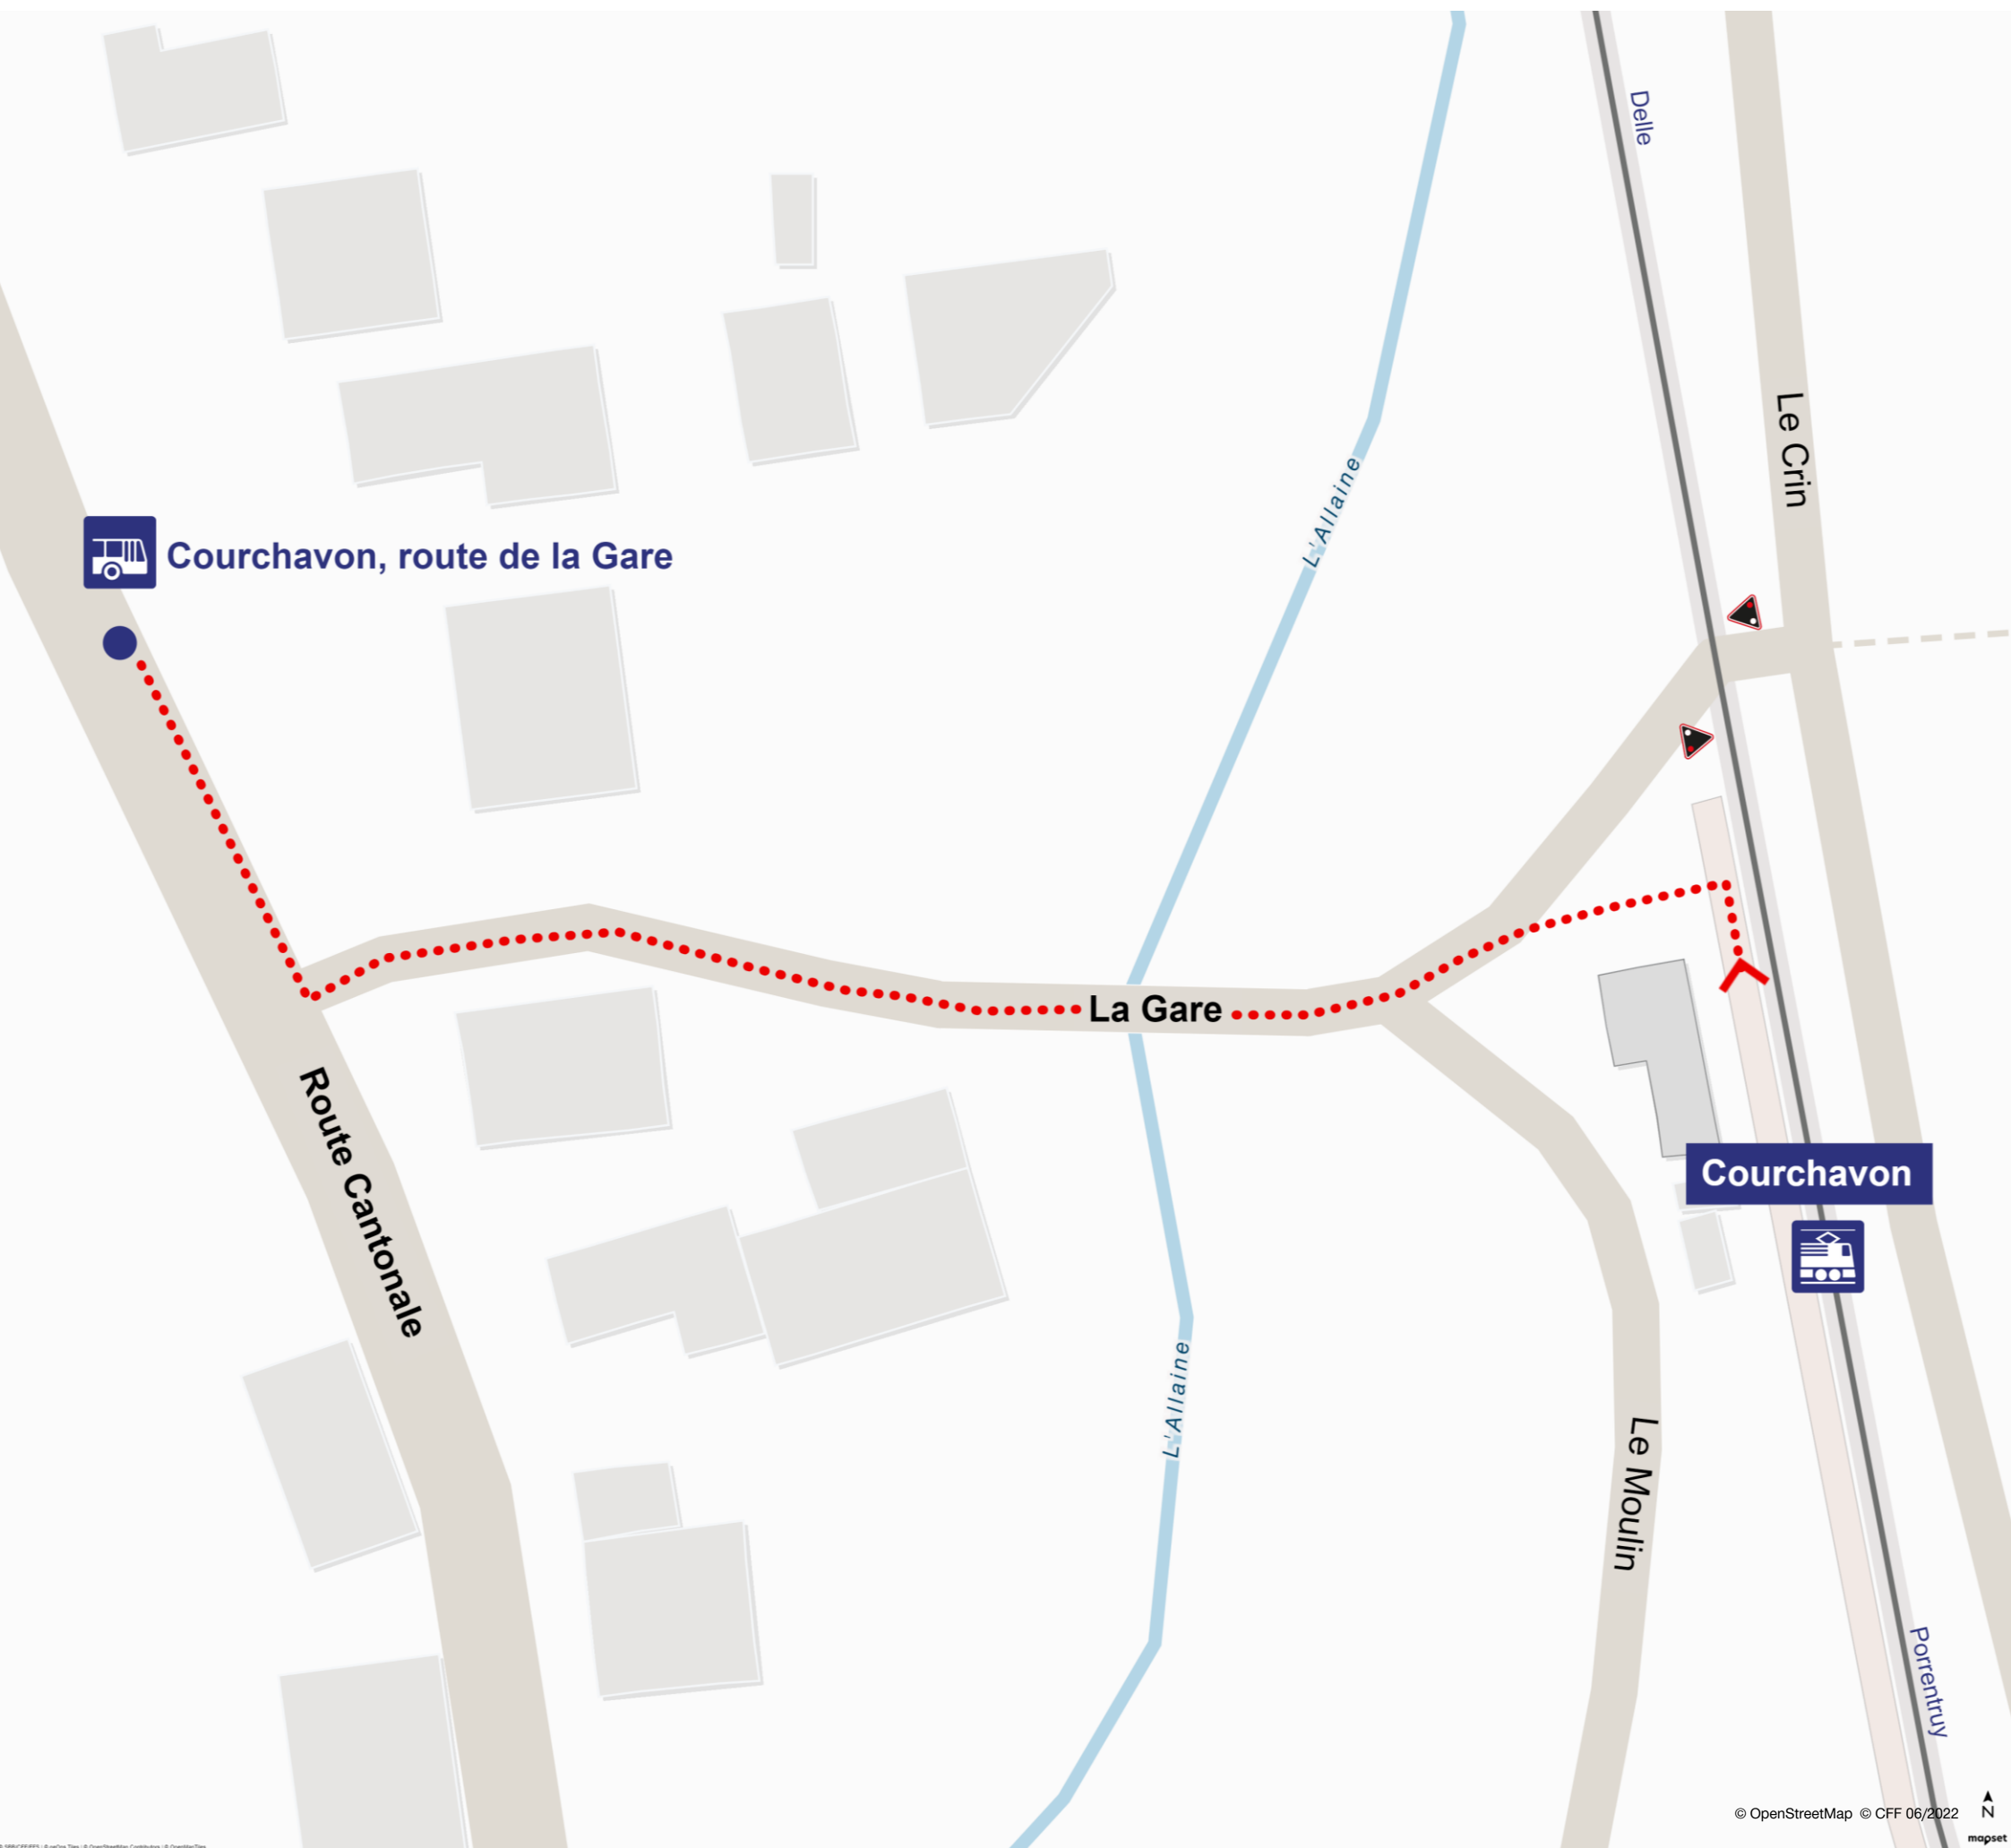 Delle
Le Crin
L'Allaine
Courchavon, route de la Gare
La Gare
Route Cantonale
Courchavon
L'Allaine
Le Moulin
Porrentruy
© OpenStreetMap © CFF 06/2022
N
mapset